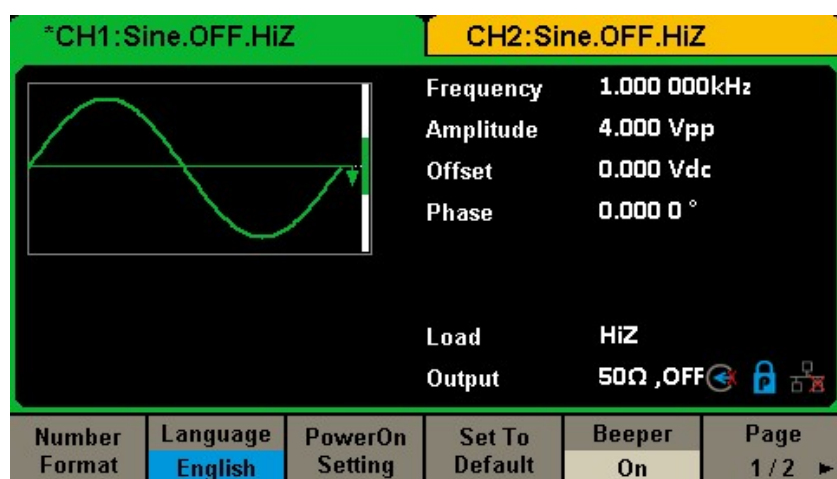 *CH1:Sine.OFF.HiZ
CH2:Sine.OFF.HiZ
Frequency 1.000 000kHz
Amplitude 4.000 Vpp
Offset 0.000 Vdc
Phase 0.000 0 °
Load HiZ
Output 50Ω ,OFF
P
Number Format
Language English
PowerOn Setting
Set To Default
Beeper On
Page 1/2 ►